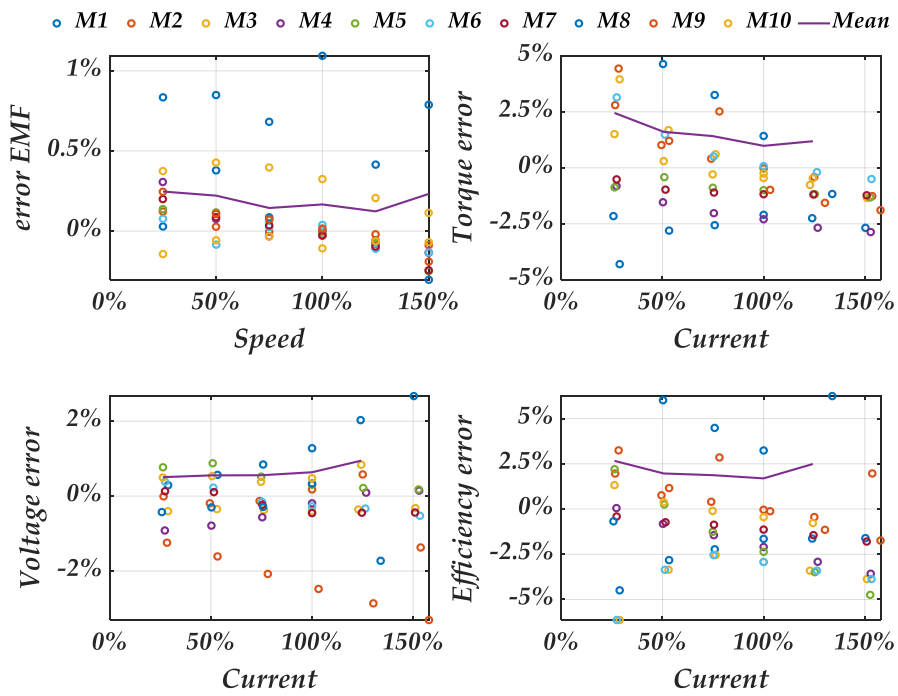 M1 M2 M3 M4 M5 M6 M7 M8 M9 M10 Mean
1%
0.5%
0%
error EMF
0% 50% 100% 150%
Speed
5%
2.5%
0%
-2.5%
-5%
Torque error
0% 50% 100% 150%
Current
2%
0%
-2%
Voltage error
0% 50% 100% 150%
Current
5%
2.5%
0%
-2.5%
-5%
Efficiency error
0% 50% 100% 150%
Current